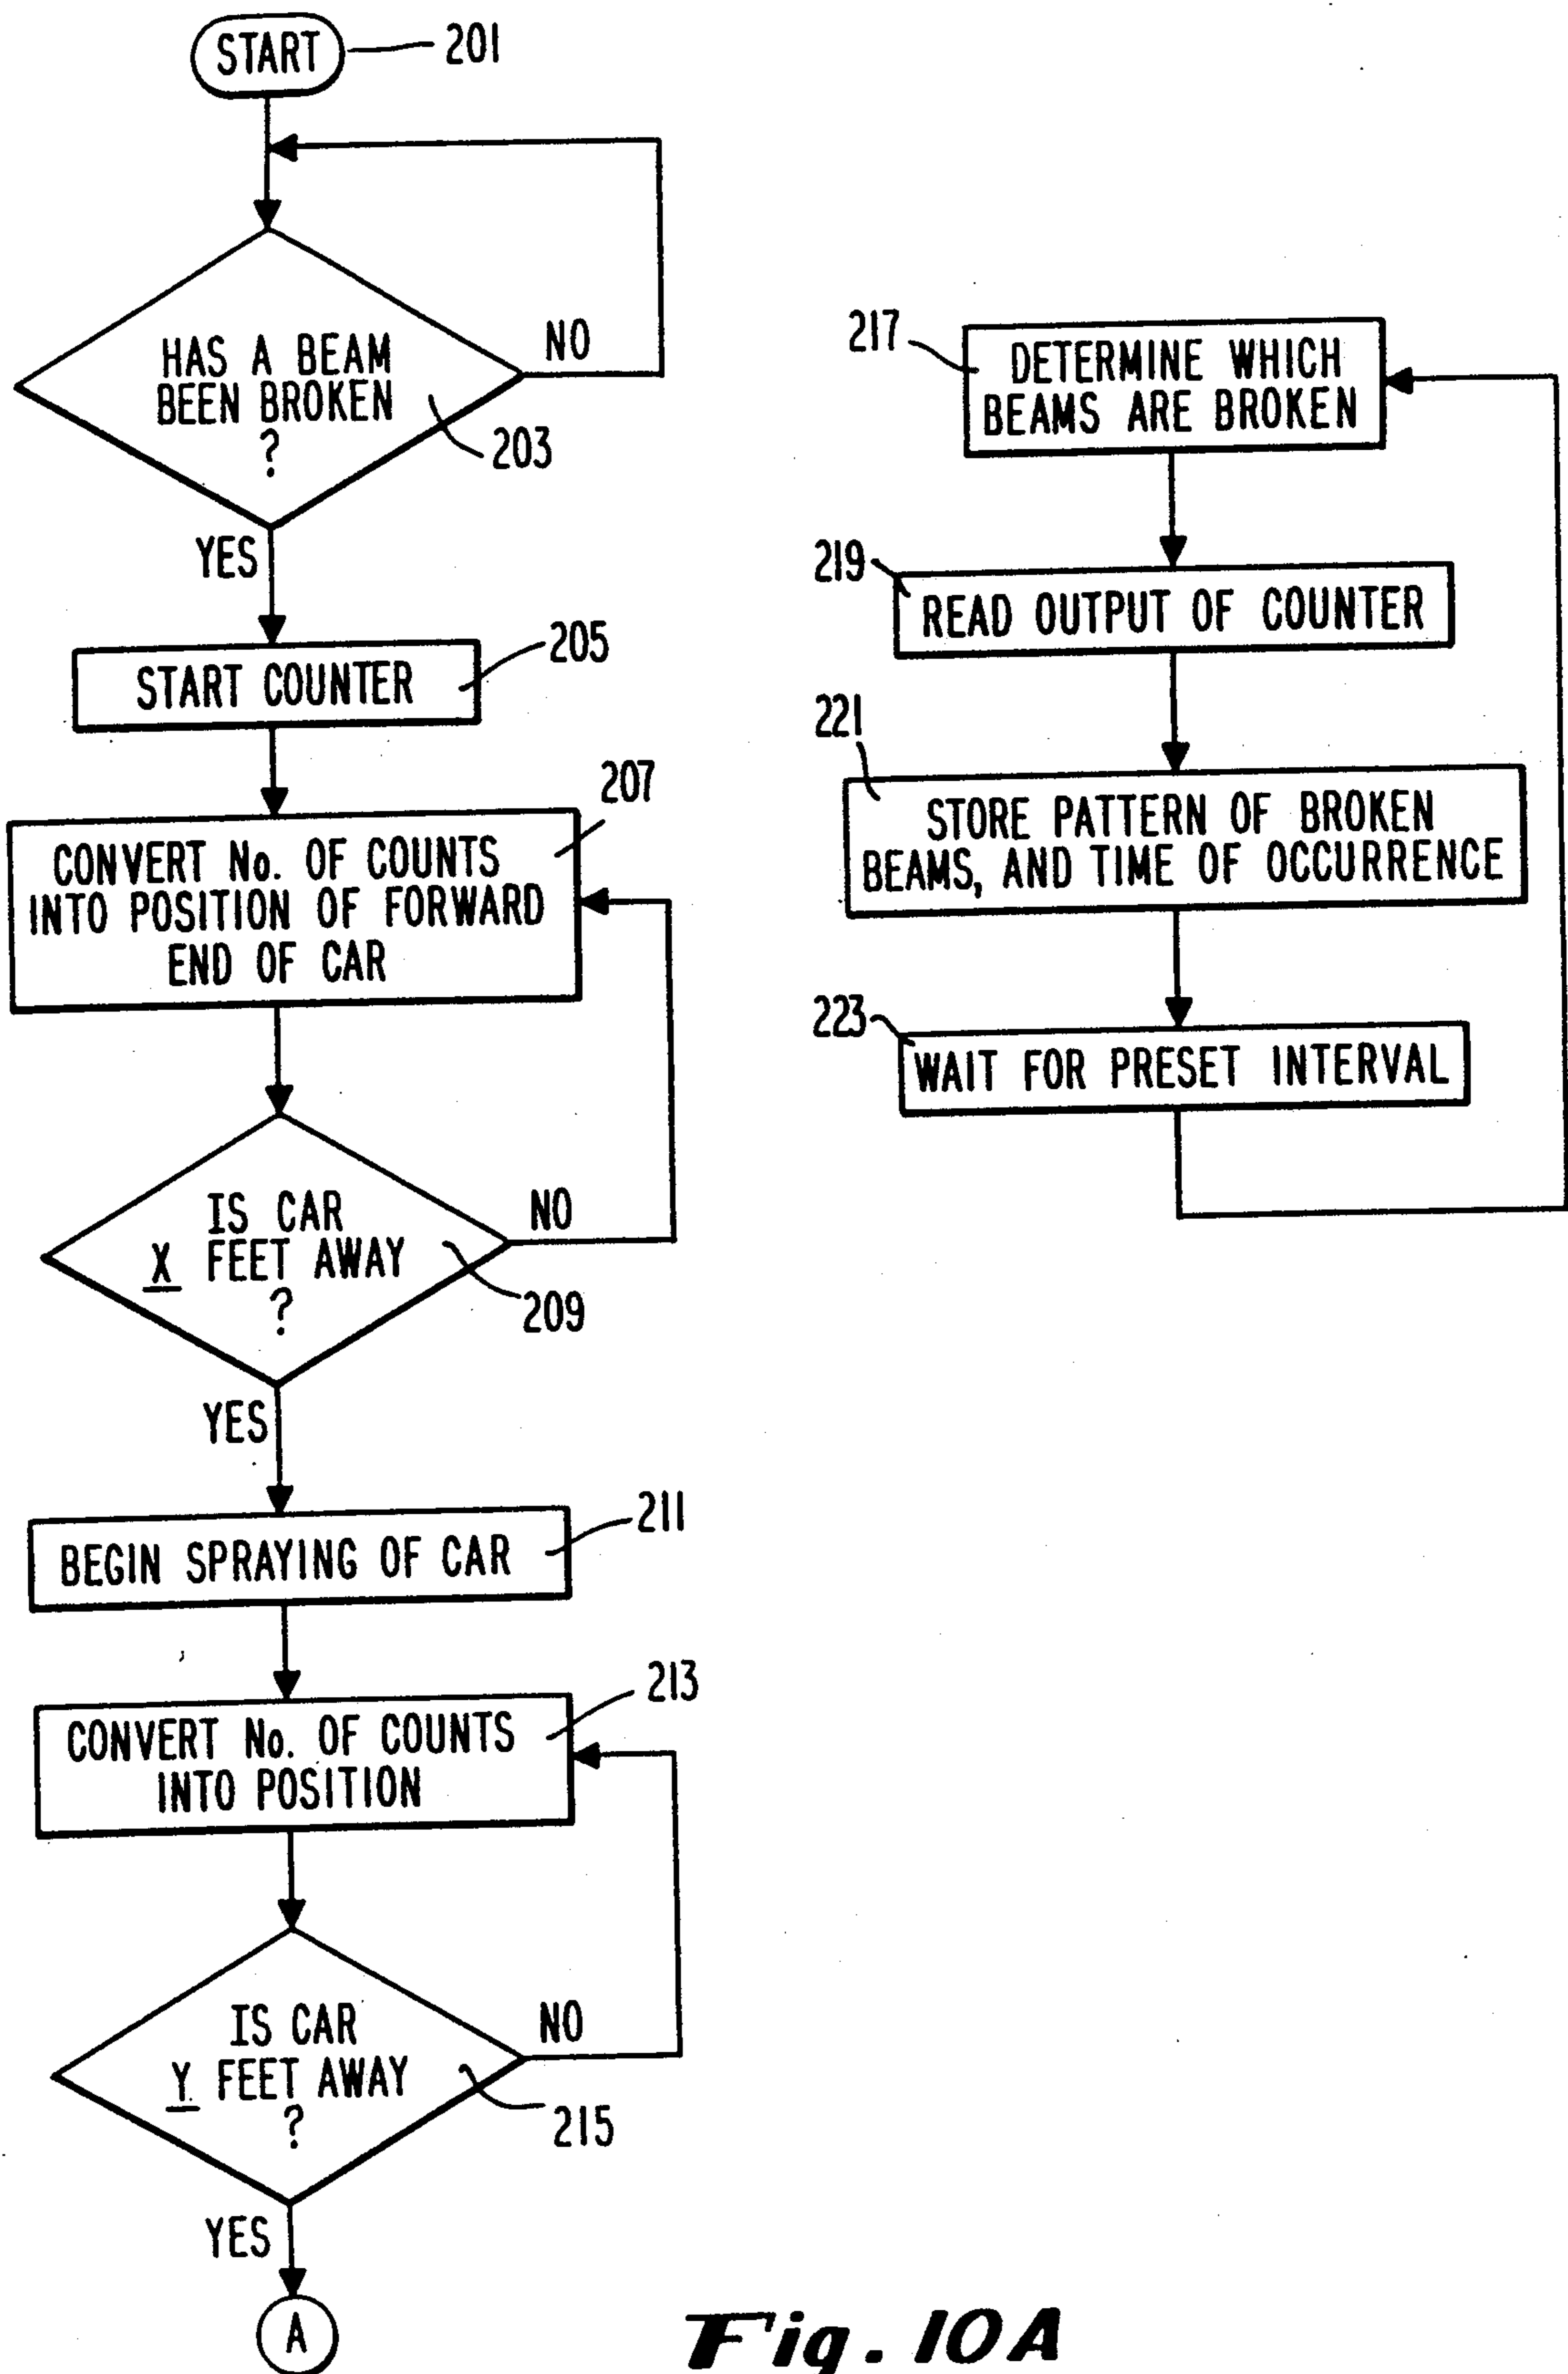 START
201
HAS A BEAM
BEEN BROKEN
?
NO
203
YES
START COUNTER
205
207
CONVERT No. OF COUNTS
INTO POSITION OF FORWARD
END OF CAR
IS CAR
X FEET AWAY
?
NO
209
YES
211
BEGIN SPRAYING OF CAR
213
CONVERT No. OF COUNTS
INTO POSITION
IS CAR
Y FEET AWAY
?
NO
215
YES
A
217
DETERMINE WHICH
BEAMS ARE BROKEN
219
READ OUTPUT OF COUNTER
221
STORE PATTERN OF BROKEN
BEAMS, AND TIME OF OCCURRENCE
223
WAIT FOR PRESET INTERVAL
Fig. 10A